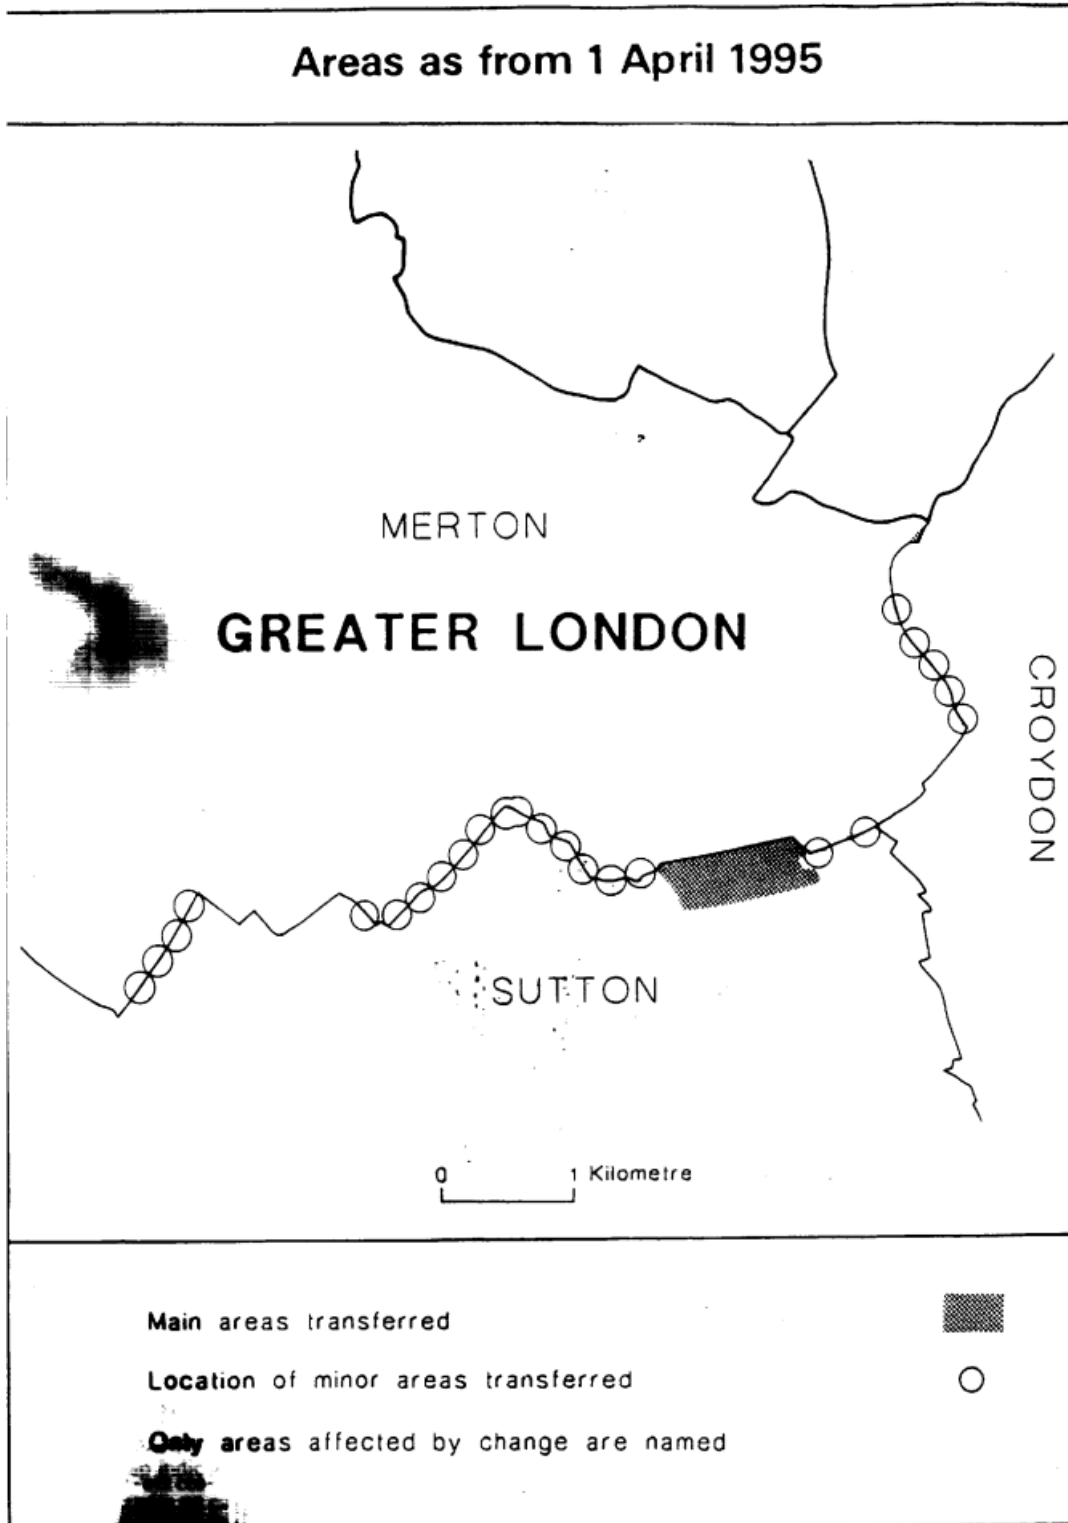 Areas as from 1 April 1995
MERTON
GREATER LONDON
CROYDON
SUTTON
0 1 Kilometre
Main areas transferred
Location of minor areas transferred
Only areas affected by change are named